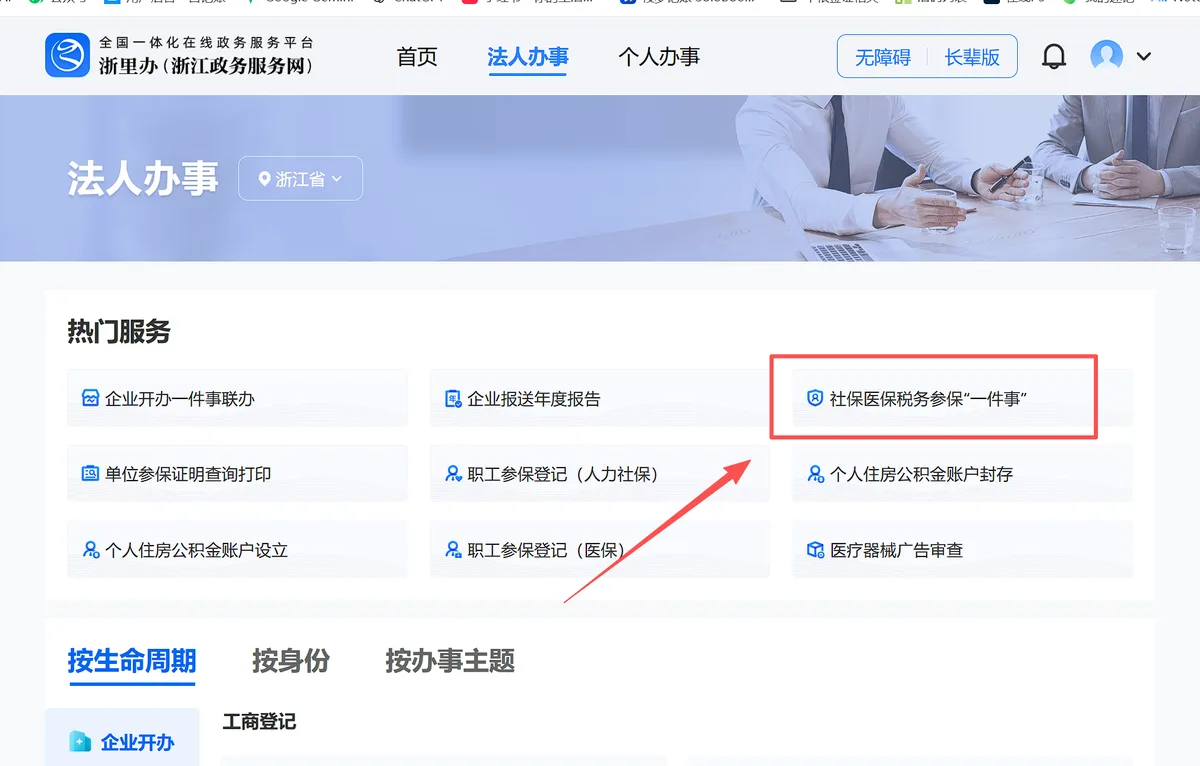 全国一体化在线政务服务平台
浙里办(浙江政务服务网)
首页
法人办事
个人办事
无障碍
长辈版
法人办事
浙江省
热门服务
企业开办一件事联办
企业报送年度报告
社保医保税务参保“一件事”
单位参保证明查询打印
职工参保登记（人力社保）
个人住房公积金账户封存
个人住房公积金账户设立
职工参保登记（医保）
医疗器械广告审查
按生命周期
按身份
按办事主题
企业开办
工商登记